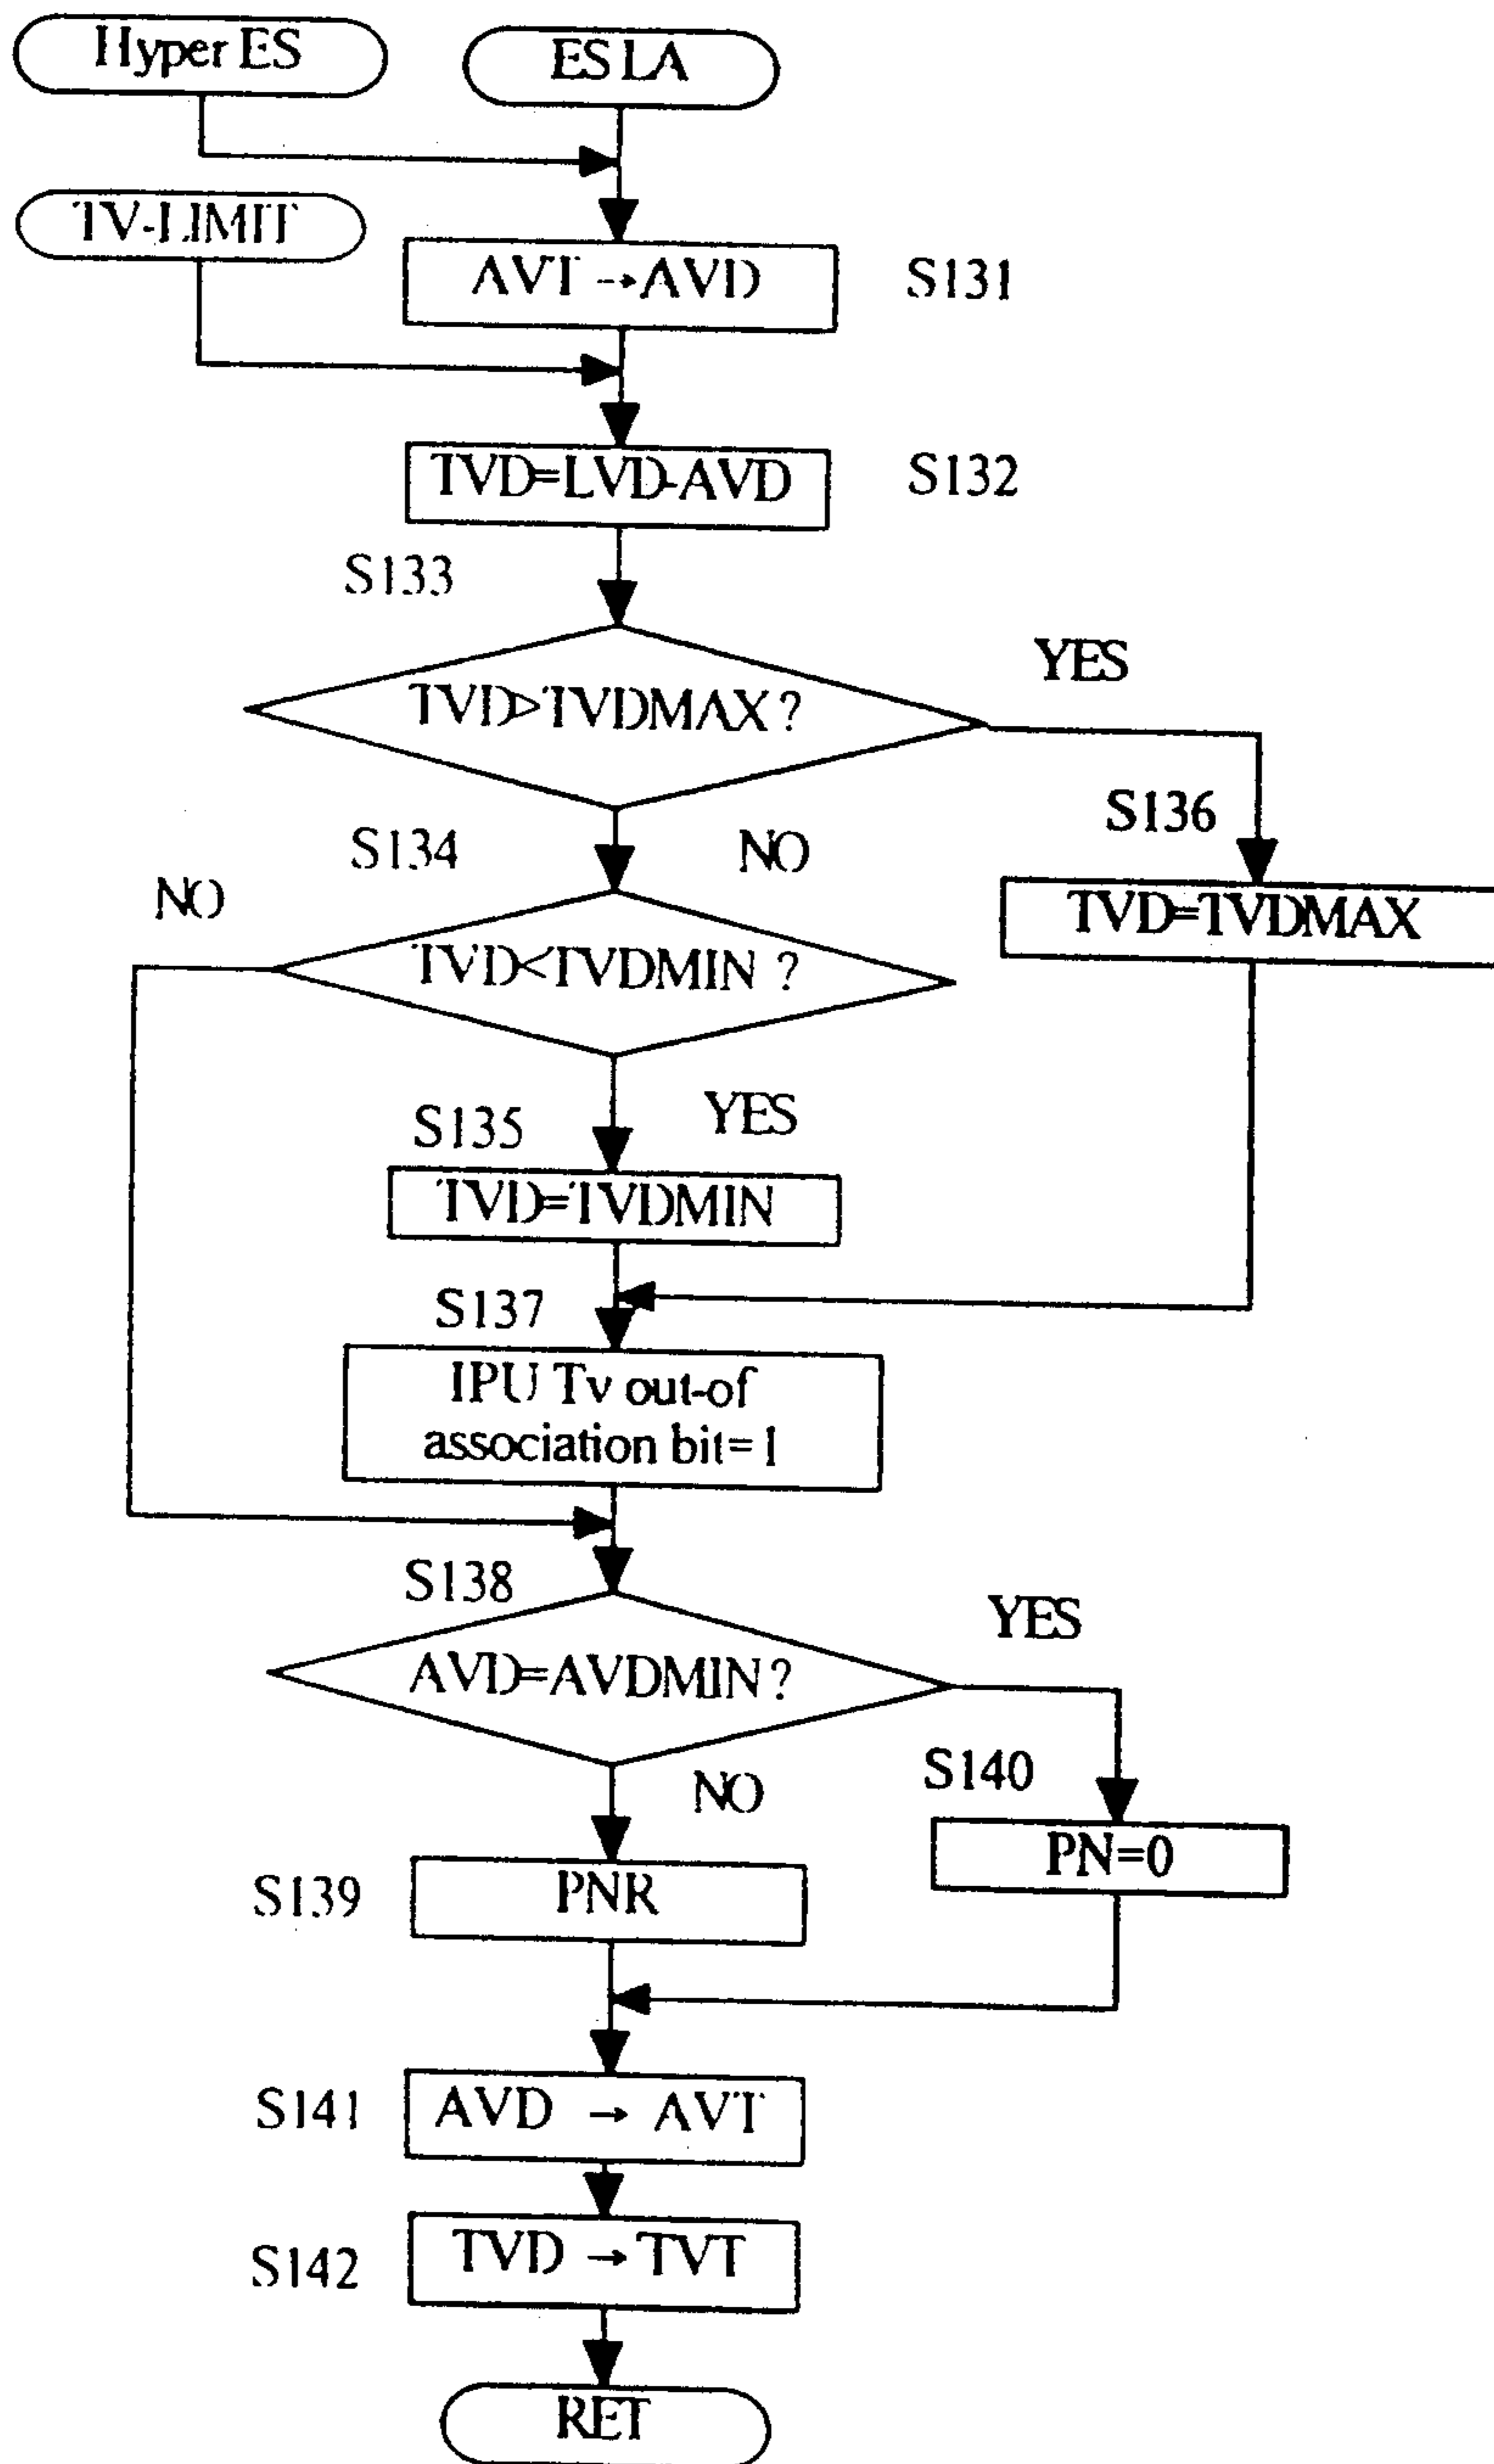 Hyper ES
ES LA
TV-LIMIT
AVT → AVD
S131
TVD=LVD-AVD
S132
S133
YES
TVD>TVDMAX ?
S136
S134
NO
NO
TVD=TVDMAX
TVD<TVDMIN ?
S135
YES
TVD=TVDMIN
S137
IPU Tv out-of
association bit=1
S138
YES
AVD=AVDMIN ?
S140
NO
PN=0
S139
PNR
S141
AVD → AVT
S142
TVD → TVT
RET